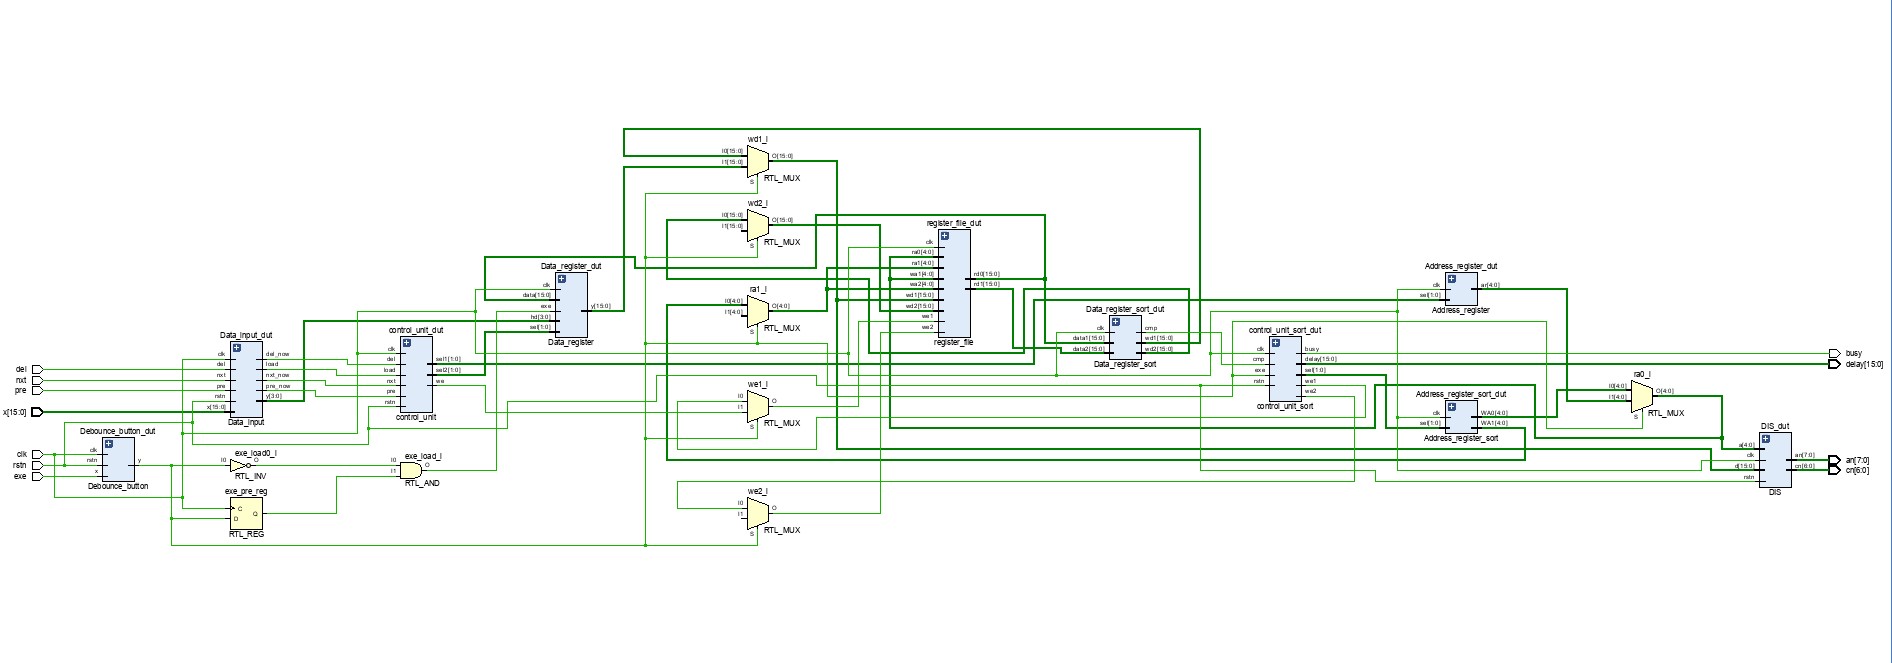 del
nxt
pre
x[15:0]
clk
rstn
exe
Debounce_button_dut
clk
rstn
x
y
Debounce_button
Data_input_dut
clk
del
nxt
pre
rstn
x[15:0]
del_now
load
nxt_now
pre_now
y[3:0]
Data_input
exe_load0_i
I0
O
RTL_INV
exe_pre_reg
C
D
Q
RTL_REG
control_unit_dut
clk
del
load
nxt
pre
rstn
sel1[1:0]
sel2[1:0]
we
control_unit
exe_load_i
I0
I1
O
RTL_AND
Data_register_dut
clk
data[15:0]
exe
hd[3:0]
sel[1:0]
y[15:0]
Data_register
wd1_i
I0[15:0]
I1[15:0]
S
O[15:0]
RTL_MUX
wd2_i
I0[15:0]
I1[15:0]
S
O[15:0]
RTL_MUX
ra1_i
I0[4:0]
I1[4:0]
S
O[4:0]
RTL_MUX
we1_i
I0
I1
S
O
RTL_MUX
we2_i
I0
I1
S
O
RTL_MUX
register_file_dut
clk
ra0[4:0]
ra1[4:0]
wa1[4:0]
wa2[4:0]
wd1[15:0]
wd2[15:0]
we1
we2
rd0[15:0]
rd1[15:0]
register_file
Data_register_sort_dut
clk
data1[15:0]
data2[15:0]
cmp
wd1[15:0]
wd2[15:0]
Data_register_sort
control_unit_sort_dut
clk
cmp
exe
rstn
busy
delay[15:0]
sel[1:0]
we1
we2
control_unit_sort
Address_register_dut
clk
sel[1:0]
ar[4:0]
Address_register
Address_register_sort_dut
clk
sel[1:0]
WA0[4:0]
WA1[4:0]
Address_register_sort
ra0_i
I0[4:0]
I1[4:0]
S
O[4:0]
RTL_MUX
DIS_dut
a[4:0]
clk
d[15:0]
rstn
an[7:0]
cn[6:0]
DIS
busy
delay[15:0]
an[7:0]
cn[6:0]